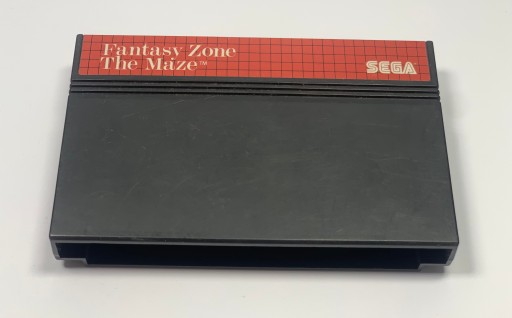 Fantasy Zone
The Maze™
SEGA